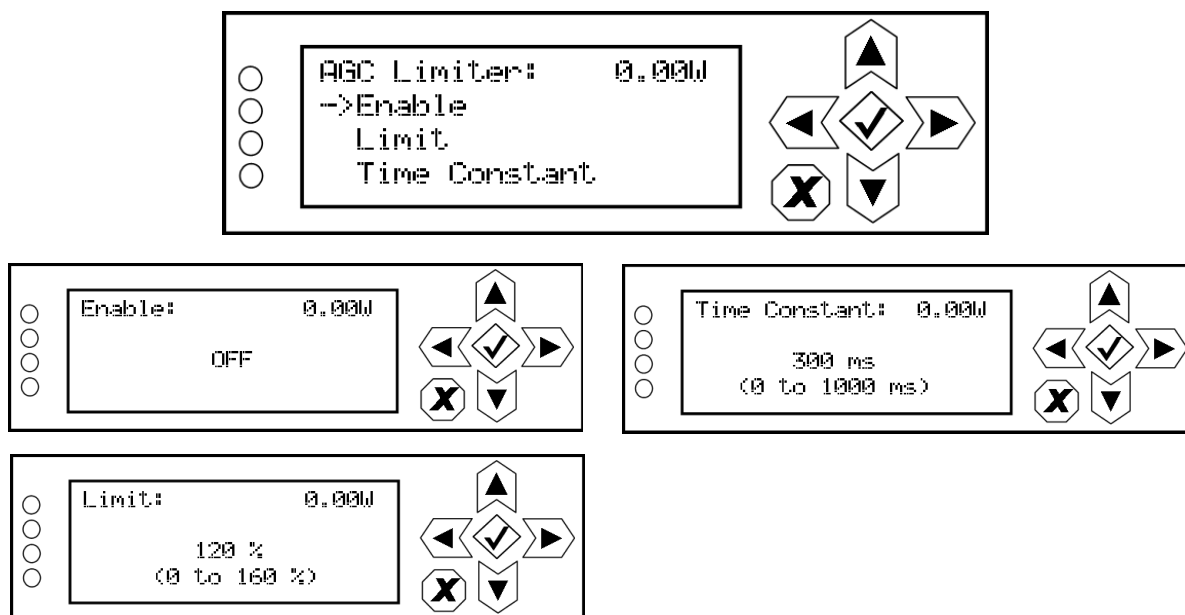 AGC Limiter: 0.00W
->Enable
Limit
Time Constant
X
Enable: 0.00W
OFF
X
Time Constant: 0.00W
300 ms
(0 to 1000 ms)
X
Limit: 0.00W
120 %
(0 to 160 %)
X